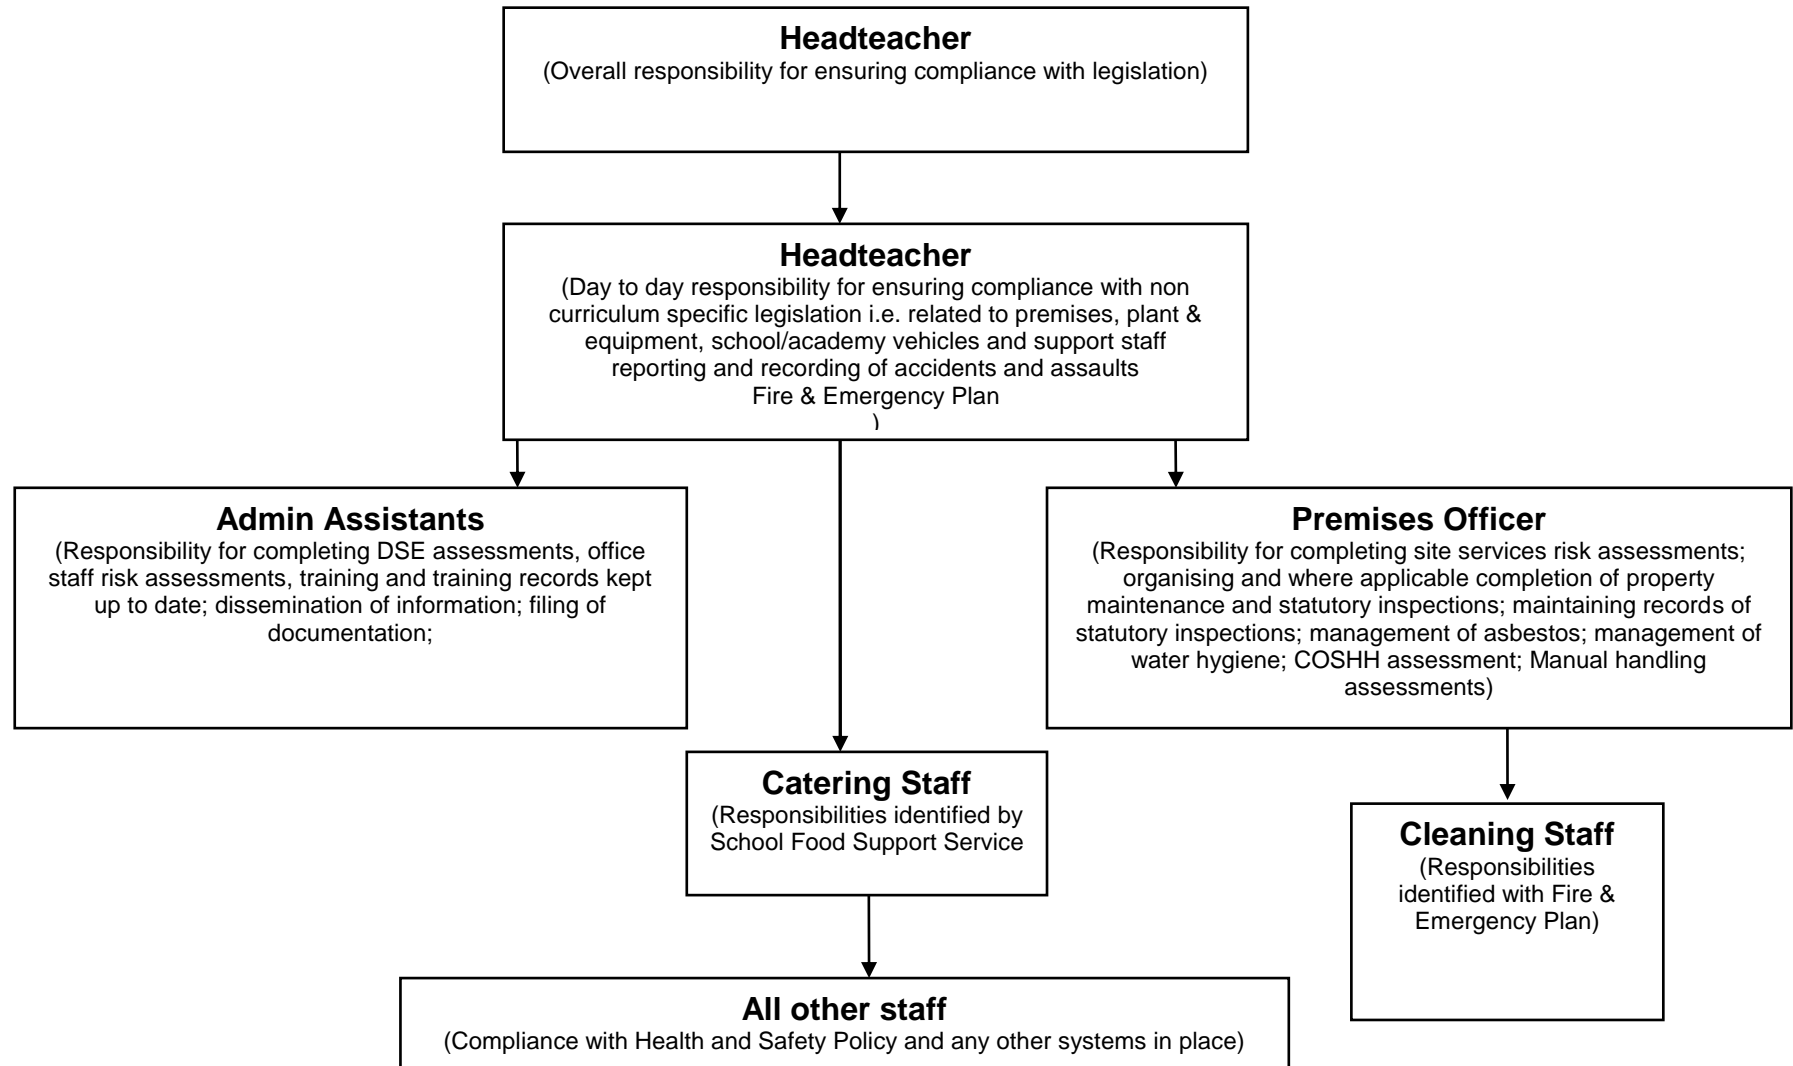 Headteacher
(Overall responsibility for ensuring compliance with legislation)
Headteacher
(Day to day responsibility for ensuring compliance with non
curriculum specific legislation i.e. related to premises, plant &
equipment, school/academy vehicles and support staff
reporting and recording of accidents and assaults
Fire & Emergency Plan
)
Admin Assistants
(Responsibility for completing DSE assessments, office
staff risk assessments, training and training records kept
up to date; dissemination of information; filing of
documentation;
Premises Officer
(Responsibility for completing site services risk assessments;
organising and where applicable completion of property
maintenance and statutory inspections; maintaining records of
statutory inspections; management of asbestos; management of
water hygiene; COSHH assessment; Manual handling
assessments)
Catering Staff
(Responsibilities identified by
School Food Support Service
Cleaning Staff
(Responsibilities
identified with Fire &
Emergency Plan)
All other staff
(Compliance with Health and Safety Policy and any other systems in place)